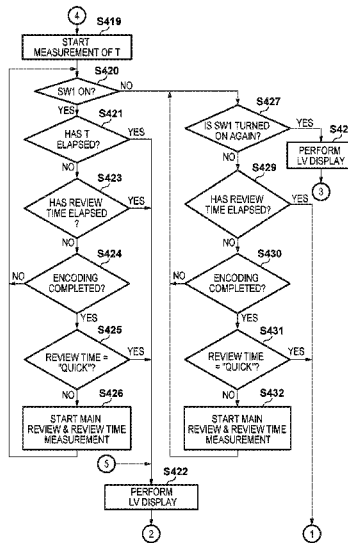 4
S419
START
MEASUREMENT OF T
S420
SW1 ON?
NO
YES
S421
HAS T
ELAPSED?
YES
NO
S423
HAS REVIEW
TIME ELAPSED
?
YES
NO
S424
ENCODING
COMPLETED?
NO
YES
S425
REVIEW TIME =
"QUICK"?
YES
NO
S426
START MAIN
REVIEW & REVIEW TIME
MEASUREMENT
5
S422
PERFORM
LV DISPLAY
2
S427
IS SW1 TURNED
ON AGAIN?
YES
NO
PERFORM
LV DISPLAY
3
S429
HAS REVIEW
TIME ELAPSED?
YES
NO
S430
ENCODING
COMPLETED?
NO
YES
S431
REVIEW TIME
= "QUICK"?
YES
NO
S432
START MAIN
REVIEW & REVIEW TIME
MEASUREMENT
1